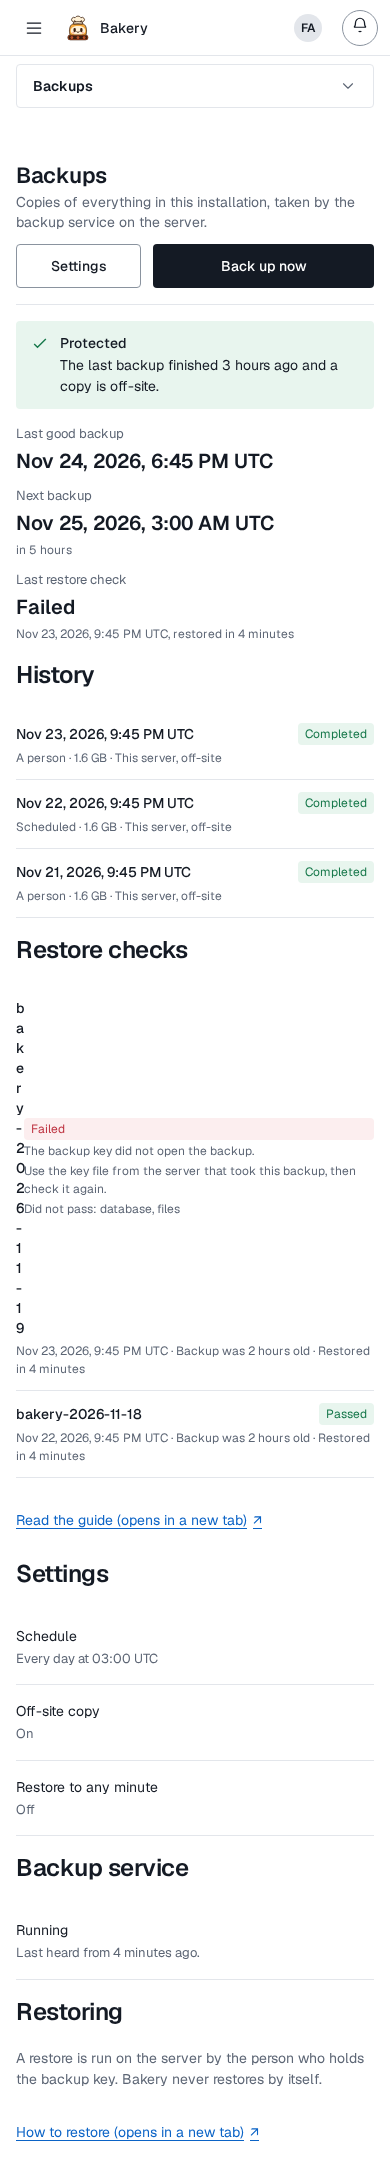 Bakery
FA
Backups
Backups
Copies of everything in this installation, taken by the
backup service on the server.
Settings
Back up now
Protected
The last backup finished 3 hours ago and a
copy is off-site.
Last good backup
Nov 24, 2026, 6:45 PM UTC
Next backup
Nov 25, 2026, 3:00 AM UTC
in 5 hours
Last restore check
Failed
Nov 23, 2026, 9:45 PM UTC, restored in 4 minutes
History
Nov 23, 2026, 9:45 PM UTC
Completed
A person · 1.6 GB · This server, off-site
Nov 22, 2026, 9:45 PM UTC
Completed
Scheduled · 1.6 GB · This server, off-site
Nov 21, 2026, 9:45 PM UTC
Completed
A person · 1.6 GB · This server, off-site
Restore checks
bakery-2026-11-19
Failed
The backup key did not open the backup.
Use the key file from the server that took this backup, then
check it again.
Did not pass: database, files
Nov 23, 2026, 9:45 PM UTC · Backup was 2 hours old · Restored
in 4 minutes
bakery-2026-11-18
Passed
Nov 22, 2026, 9:45 PM UTC · Backup was 2 hours old · Restored
in 4 minutes
Read the guide (opens in a new tab)
Settings
Schedule
Every day at 03:00 UTC
Off-site copy
On
Restore to any minute
Off
Backup service
Running
Last heard from 4 minutes ago.
Restoring
A restore is run on the server by the person who holds
the backup key. Bakery never restores by itself.
How to restore (opens in a new tab)